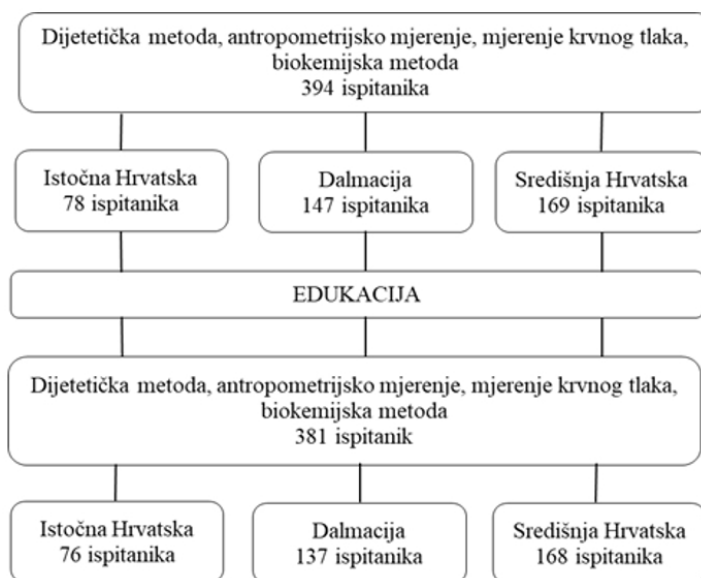 Dijetetička metoda, antropometrijsko mjerenje, mjerenje krvnog tlaka,
biokemijska metoda
394 ispitanika
Istočna Hrvatska
78 ispitanika
Dalmacija
147 ispitanika
Središnja Hrvatska
169 ispitanika
EDUKACIJA
Dijetetička metoda, antropometrijsko mjerenje, mjerenje krvnog tlaka,
biokemijska metoda
381 ispitanik
Istočna Hrvatska
76 ispitanika
Dalmacija
137 ispitanika
Središnja Hrvatska
168 ispitanika